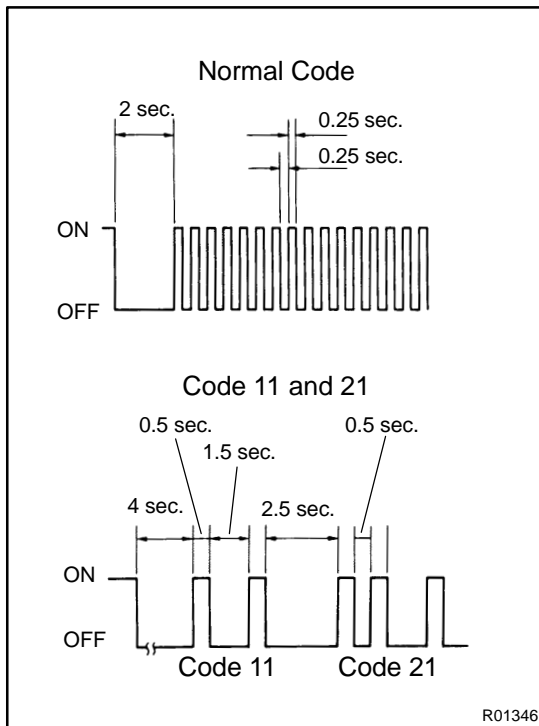 Normal Code
2 sec.
0.25 sec.
0.25 sec.
ON
OFF
Code 11 and 21
0.5 sec.
0.5 sec.
1.5 sec.
4 sec.
2.5 sec.
ON
OFF
Code 11
Code 21
R01346